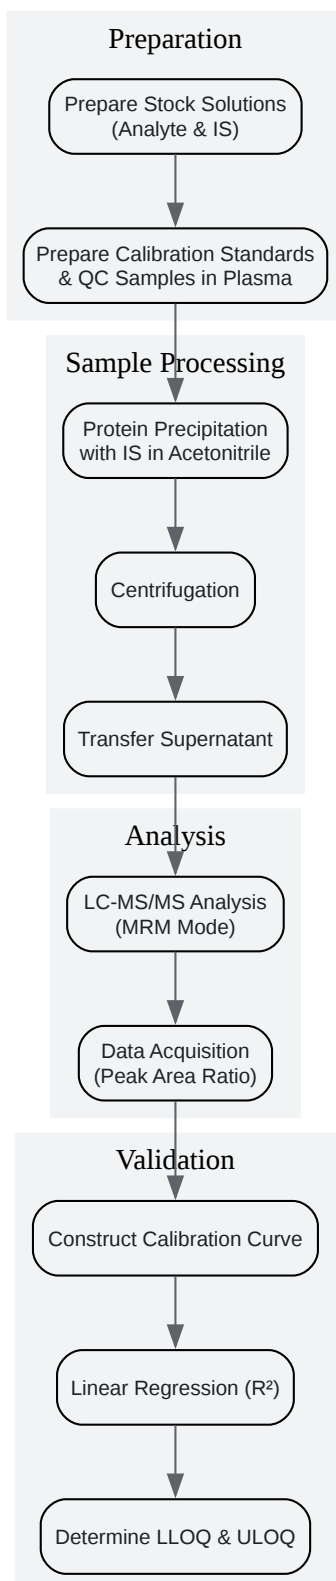 Preparation
Prepare Stock Solutions
(Analyte & IS)
Prepare Calibration Standards
& QC Samples in Plasma
Sample Processing
Protein Precipitation
with IS in Acetonitrile
Centrifugation
Transfer Supernatant
Analysis
LC-MS/MS Analysis
(MRM Mode)
Data Acquisition
(Peak Area Ratio)
Validation
Construct Calibration Curve
Linear Regression (R²)
Determine LLOQ & ULOQ